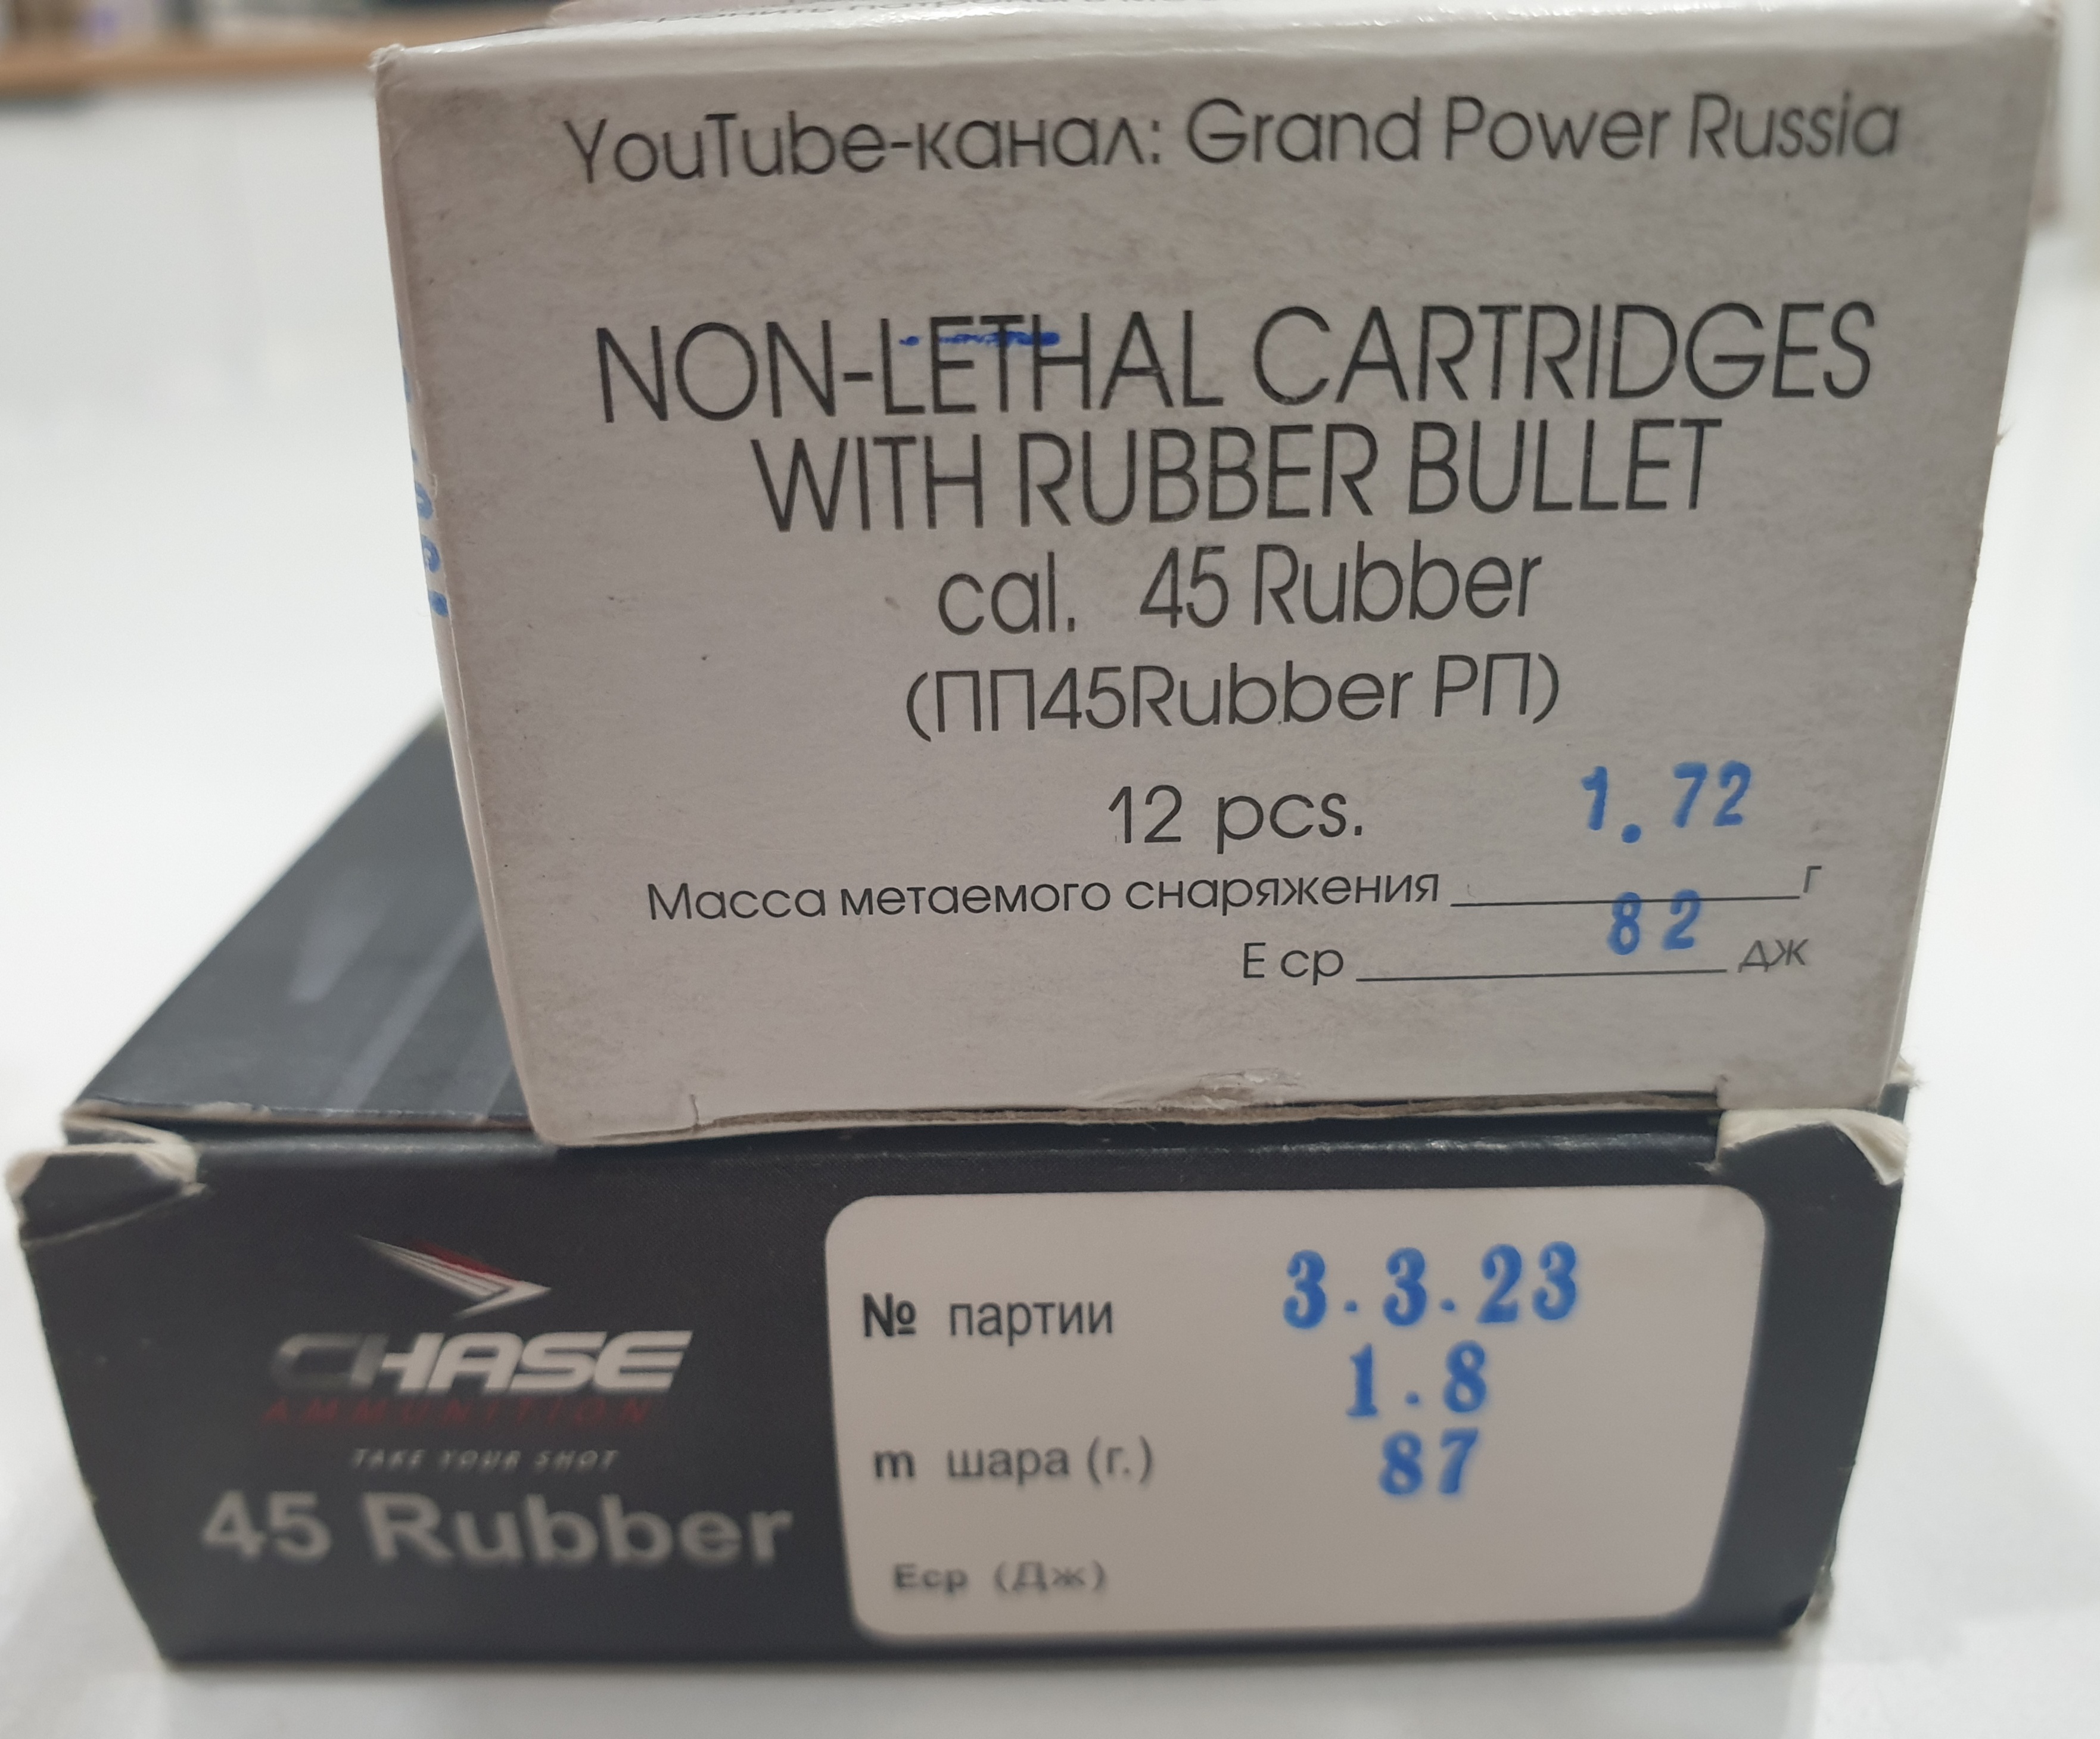 YouTube-канал: Grand Power Russia
NON-LETHAL CARTRIDGES
WITH RUBBER BULLET
cal. 45 Rubber
(ПП45Rubber РП)
12 pcs.
1.72
Масса метаемого снаряжения г
82
Е ср дж
CHASE
AMMUNITION
TAKE YOUR SHOT
45 Rubber
№ партии 3.3.23
1.8
m шара (г.) 87
Еср (Дж)